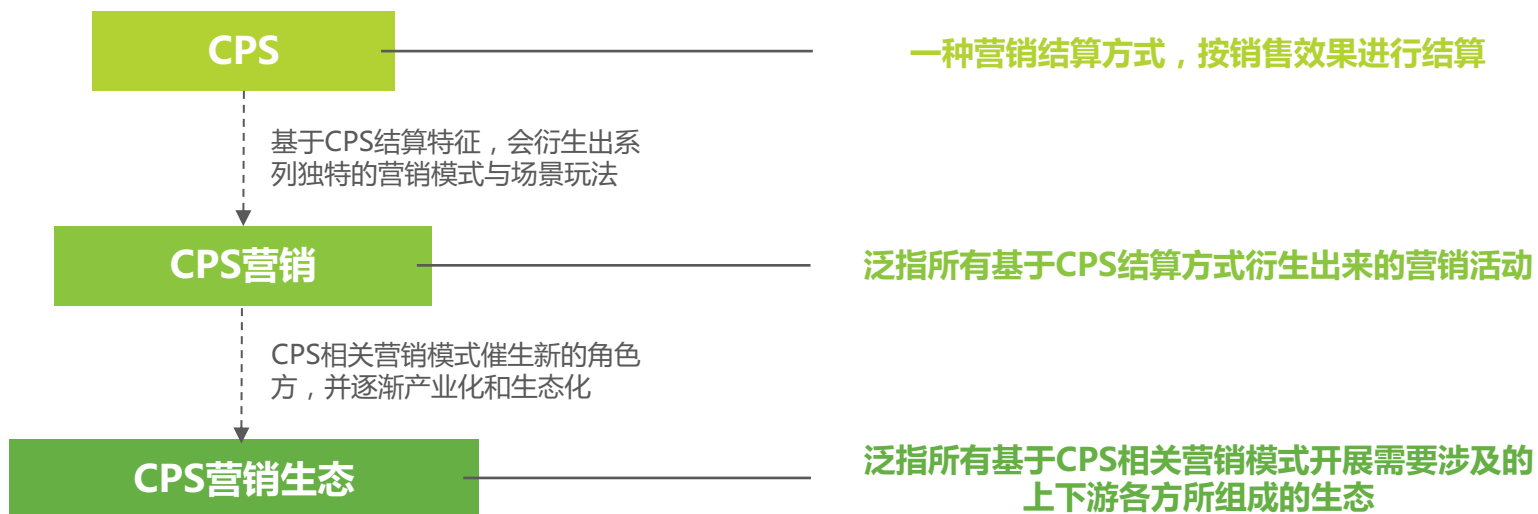 CPS
一种营销结算方式，按销售效果进行结算
基于CPS结算特征，会衍生出系
列独特的营销模式与场景玩法
CPS营销
泛指所有基于CPS结算方式衍生出来的营销活动
CPS相关营销模式催生新的角色
方，并逐渐产业化和生态化
CPS营销生态
泛指所有基于CPS相关营销模式开展需要涉及的
上下游各方所组成的生态